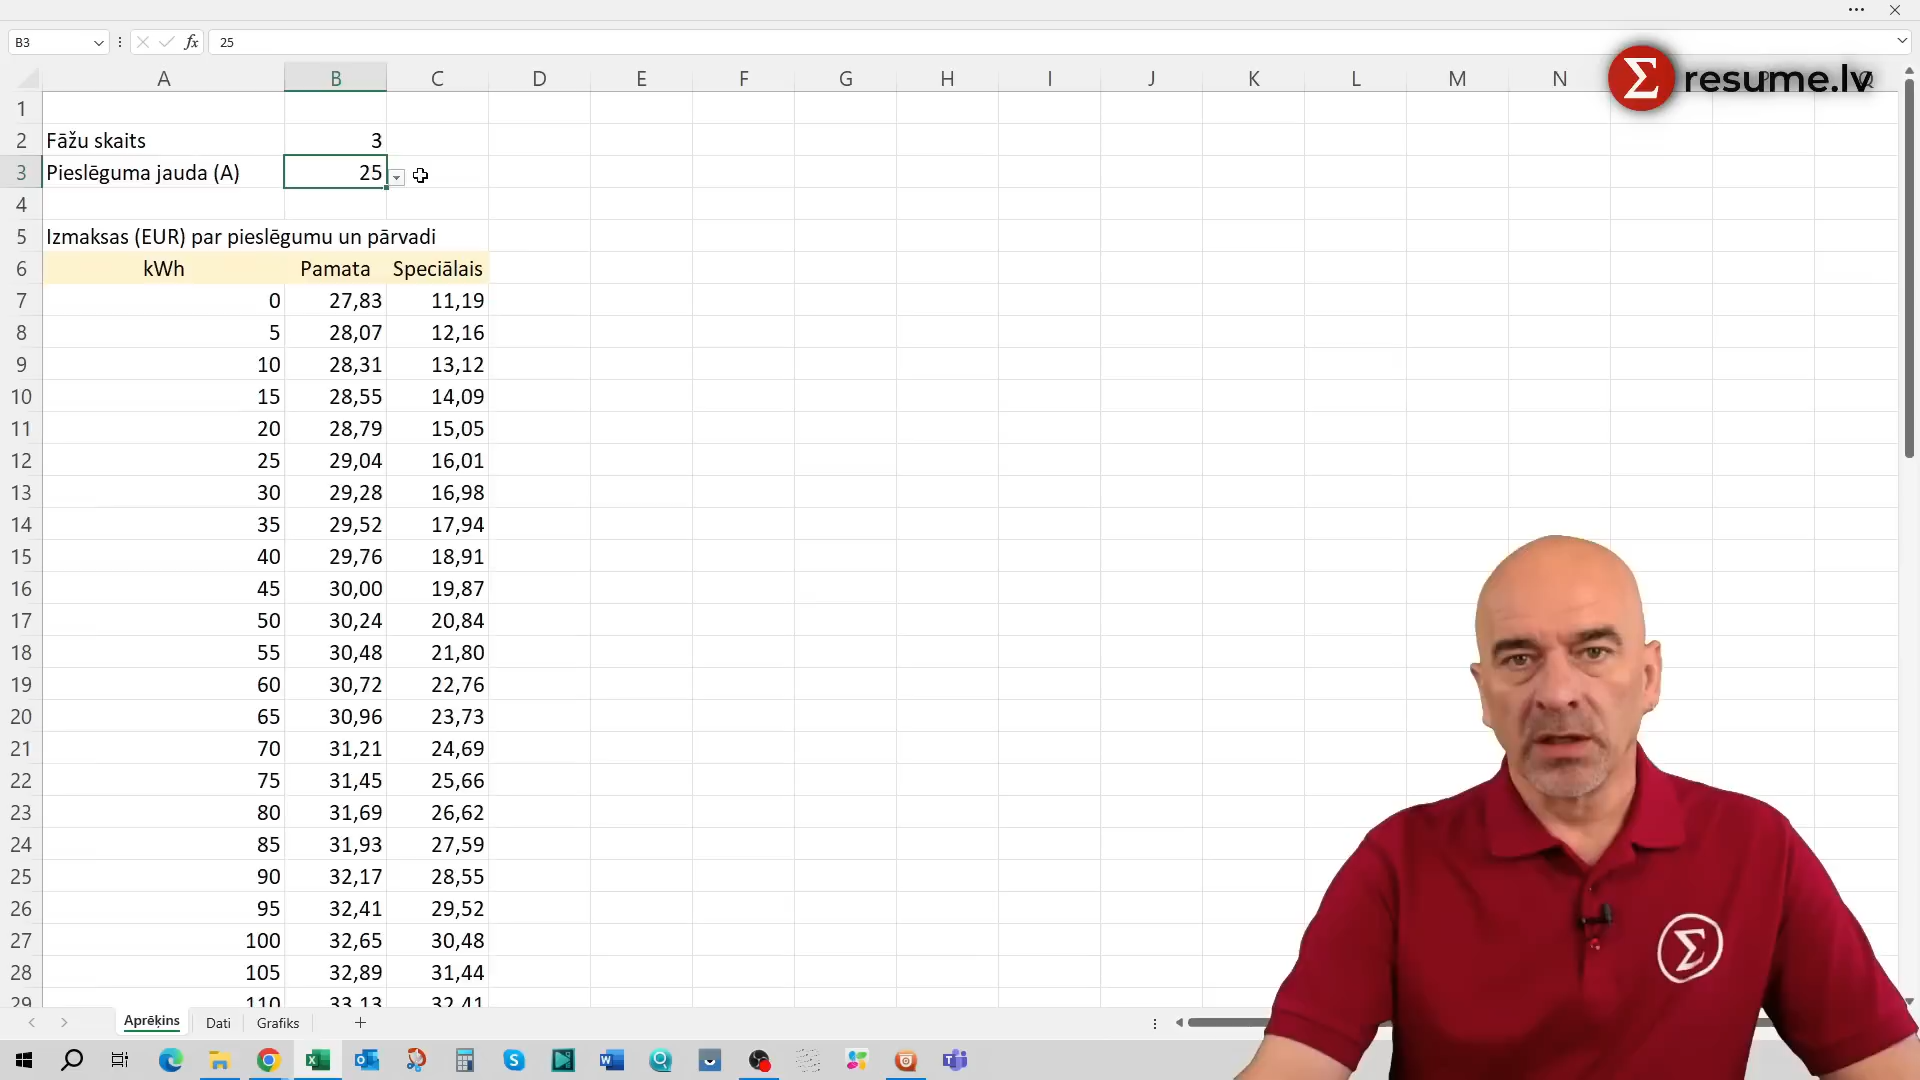 B3 fx 25
Σ resume.lv
A B C D E F G H I J K L M N
1
2 Fāžu skaits 3
3 Pieslēguma jauda (A) 25
4
5 Izmaksas (EUR) par pieslēgumu un pārvadi
6 kWh Pamata Speciālais
7 0 27,83 11,19
8 5 28,07 12,16
9 10 28,31 13,12
10 15 28,55 14,09
11 20 28,79 15,05
12 25 29,04 16,01
13 30 29,28 16,98
14 35 29,52 17,94
15 40 29,76 18,91
16 45 30,00 19,87
17 50 30,24 20,84
18 55 30,48 21,80
19 60 30,72 22,76
20 65 30,96 23,73
21 70 31,21 24,69
22 75 31,45 25,66
23 80 31,69 26,62
24 85 31,93 27,59
25 90 32,17 28,55
26 95 32,41 29,52
27 100 32,65 30,48
28 105 32,89 31,44
29 110 33,13 32,41
Σ
Aprēķins Dati Grafiks